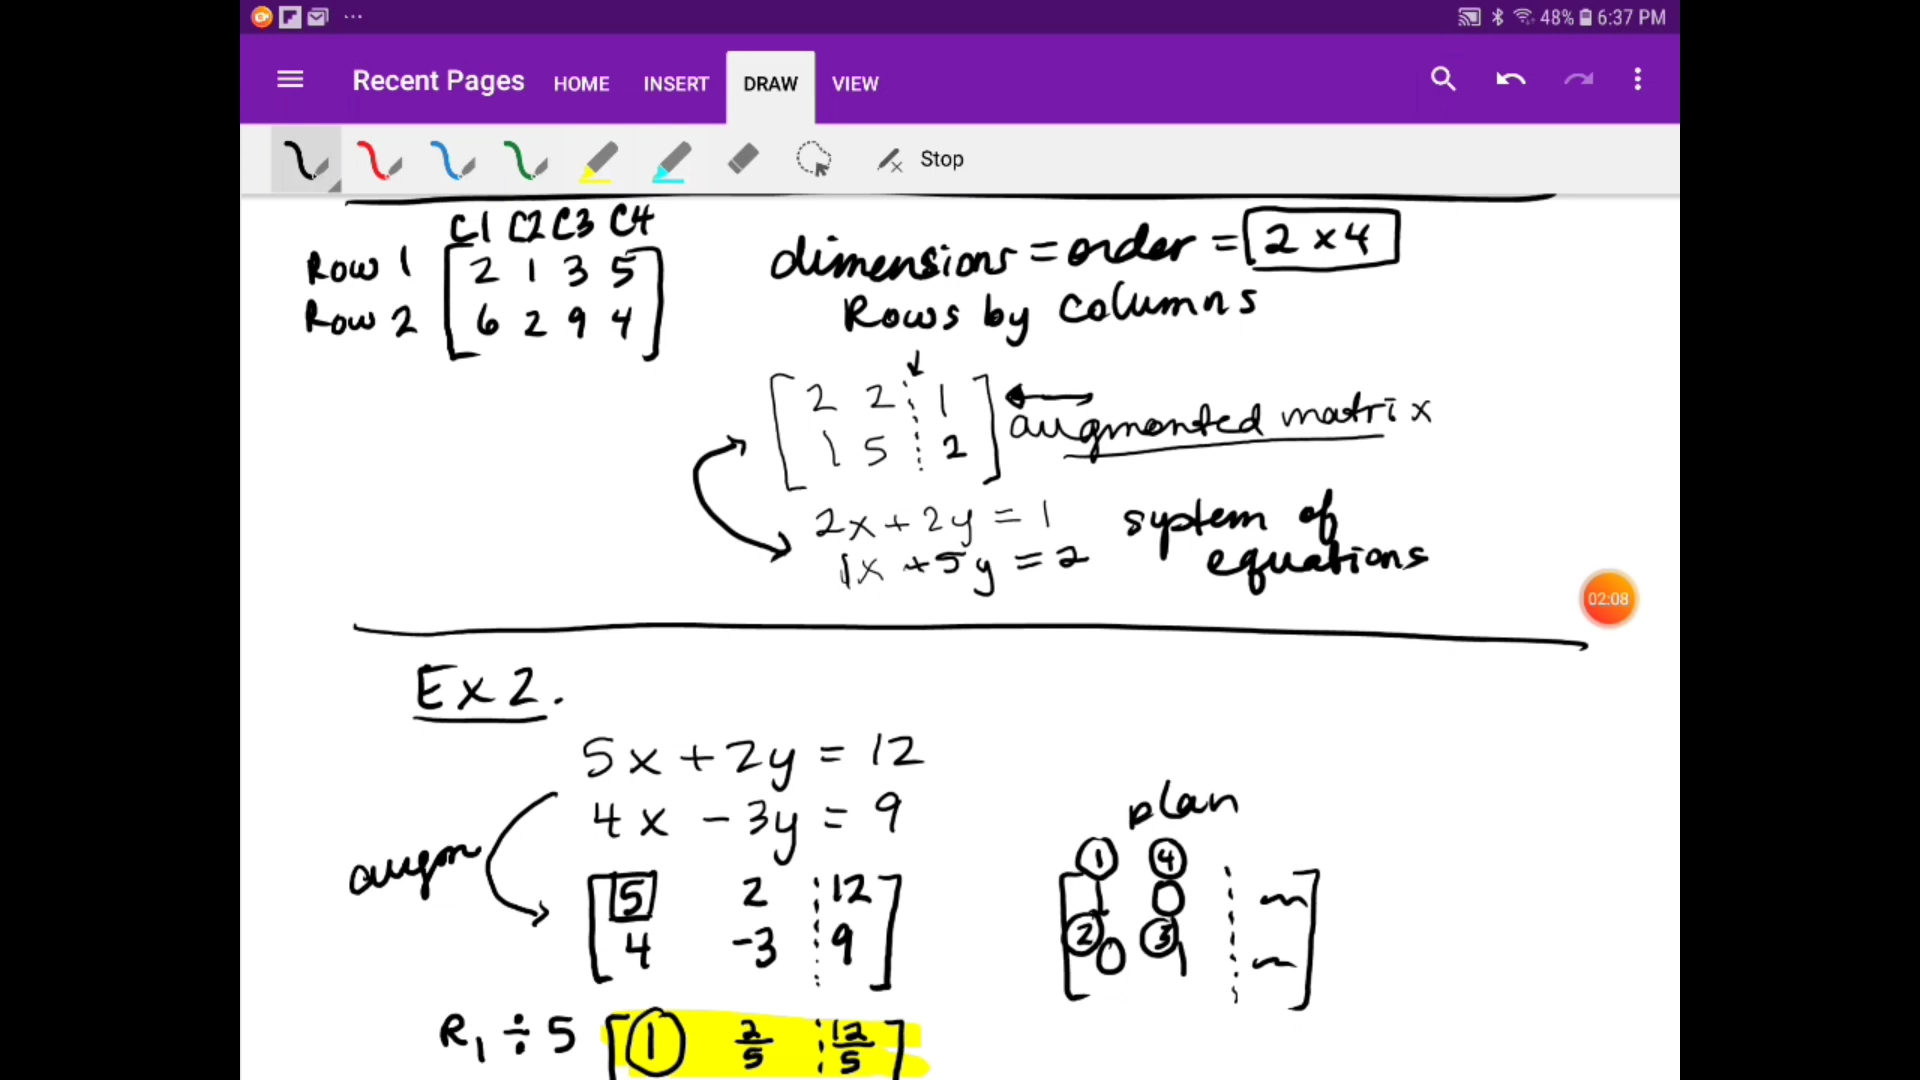 48% 6:37 PM
Recent Pages HOME INSERT DRAW VIEW
Stop
C1 C2 C3 C4
Row 1 [2 1 3 5]
Row 2 [6 2 9 4]
dimensions = order = 2 x 4
Rows by columns
[2 2 ⋮ 1]
[1 5 ⋮ 2]
augmented matrix
2x + 2y = 1
1x + 5y = 2
system of
equations
02:08
Ex 2.
5x + 2y = 12
4x - 3y = 9
augm
[5 2 ⋮ 12]
[4 -3 ⋮ 9]
plan
① ④
1 0 ⋮ ~
② 0 ③ 1 ⋮ ~
R₁ ÷ 5 [① 2/5 ⋮ 12/5]